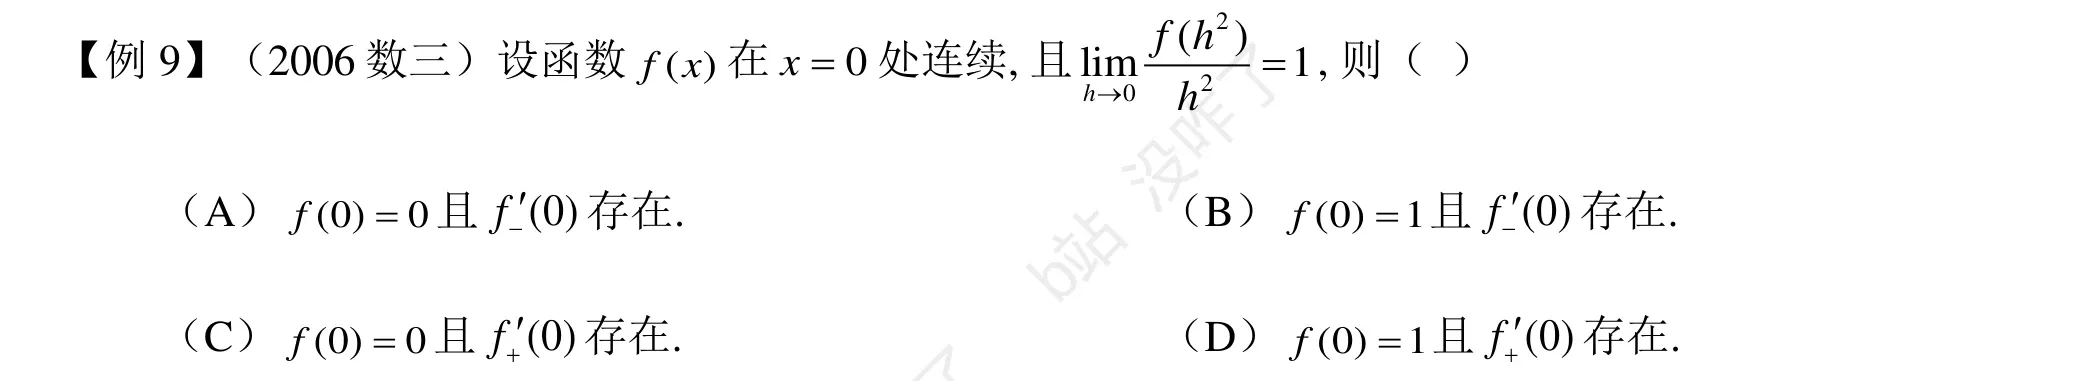 【例 9】（2006 数三）设函数 f(x) 在 x = 0 处连续, 且 \lim_{h→0} \frac{f(h^2)}{h^2} = 1, 则（ ）
（A） f(0) = 0 且 f′₋(0) 存在.
（B） f(0) = 1 且 f′₋(0) 存在.
（C） f(0) = 0 且 f′₊(0) 存在.
（D） f(0) = 1 且 f′₊(0) 存在.
b站 没咋了
了